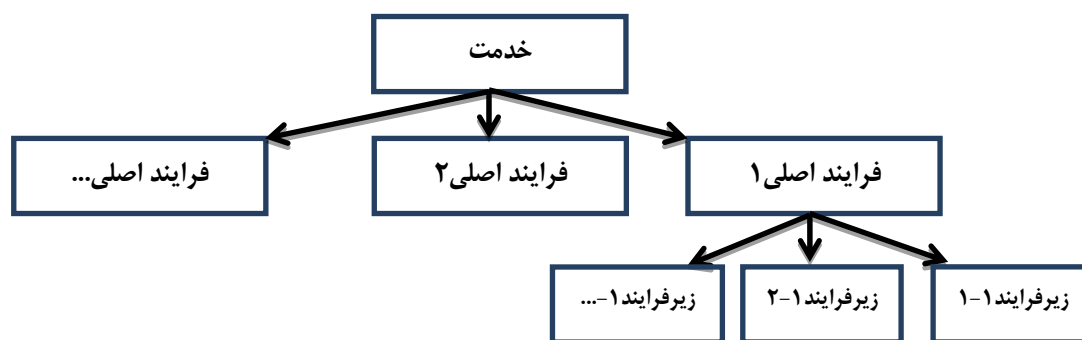 خدمت
فرایند اصلی۱
فرایند اصلی۲
فرایند اصلی...
زیرفرایند۱-۱
زیرفرایند۱-۲
زیرفرایند۱-...